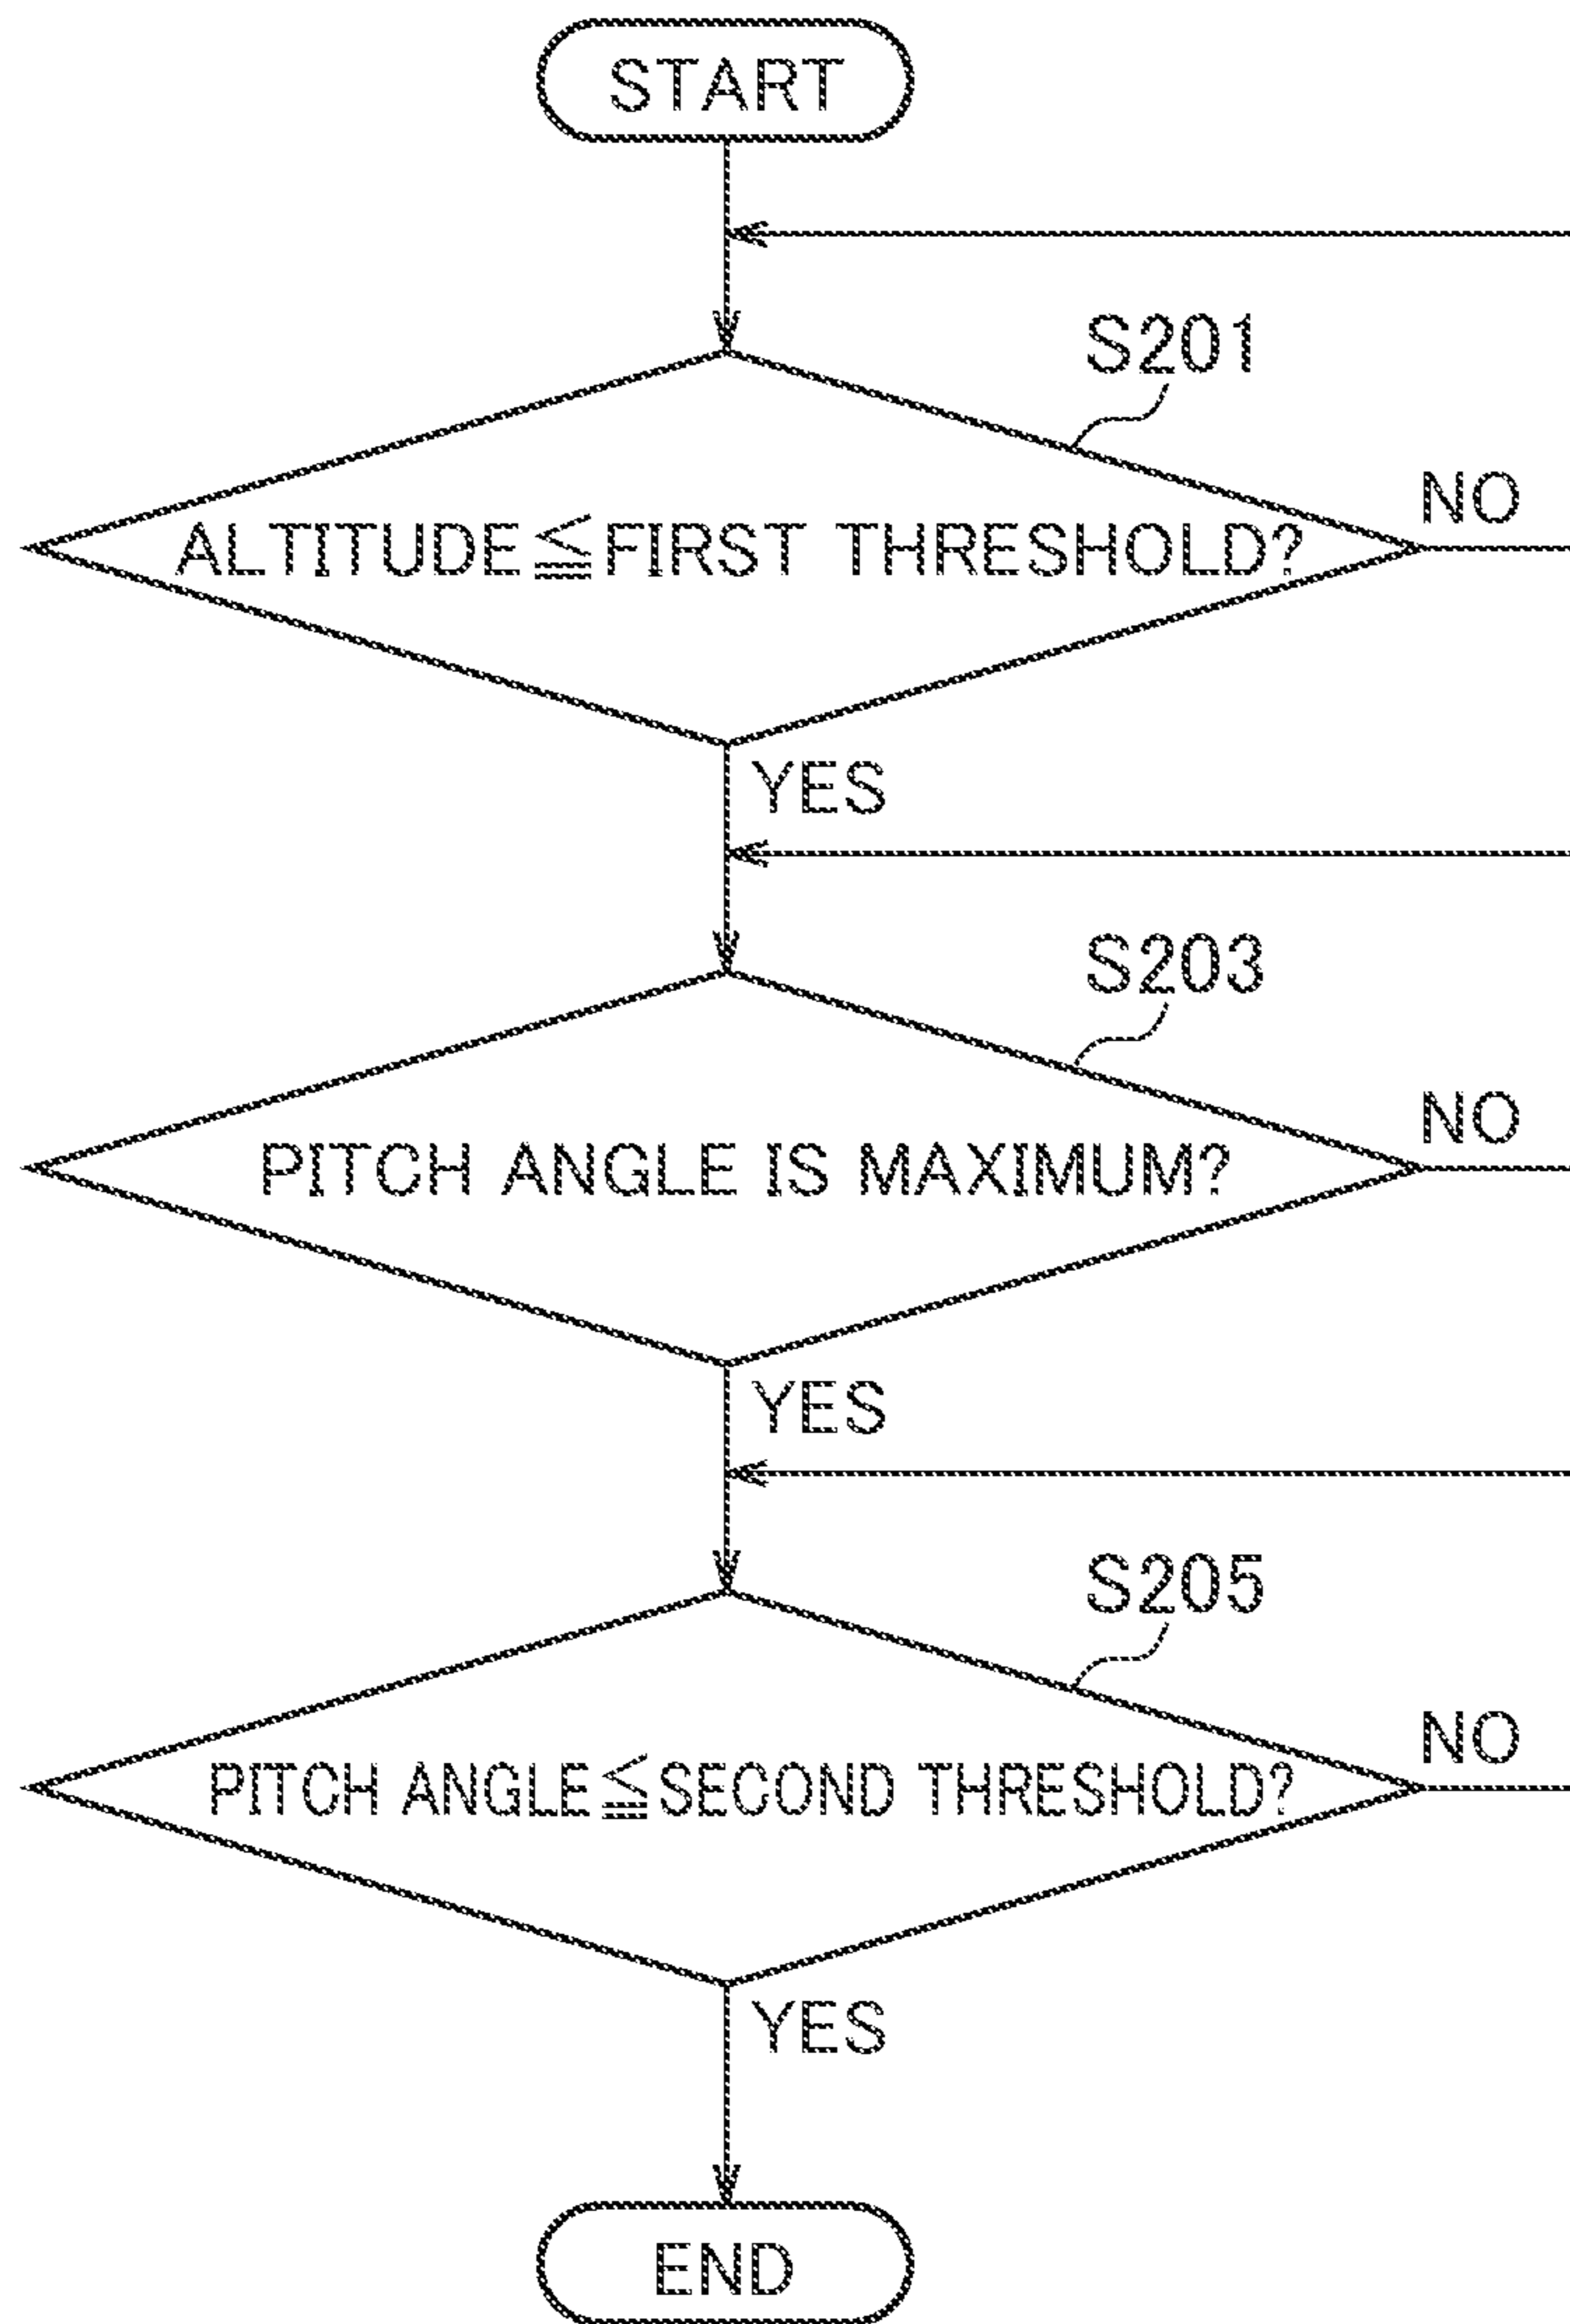 START
S201
ALTITUDE≦FIRST THRESHOLD?
NO
YES
S203
PITCH ANGLE IS MAXIMUM?
NO
YES
S205
PITCH ANGLE≦SECOND THRESHOLD?
NO
YES
END